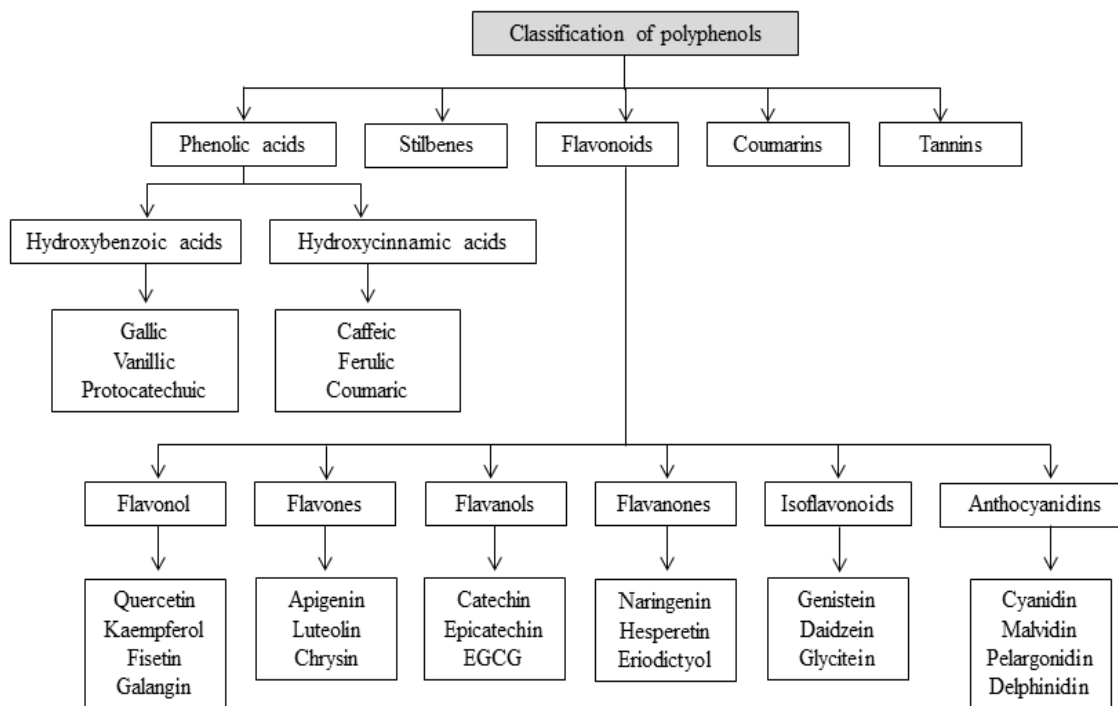 Classification of polyphenols
Phenolic acids
Stilbenes
Flavonoids
Coumarins
Tannins
Hydroxybenzoic acids
Hydroxycinnamic acids
Gallic
Vanillic
Protocatechuic
Caffeic
Ferulic
Coumaric
Flavonol
Flavones
Flavanols
Flavanones
Isoflavonoids
Anthocyanidins
Quercetin
Kaempferol
Fisetin
Galangin
Apigenin
Luteolin
Chrysin
Catechin
Epicatechin
EGCG
Naringenin
Hesperetin
Eriodictyol
Genistein
Daidzein
Glycitein
Cyanidin
Malvidin
Pelargonidin
Delphinidin